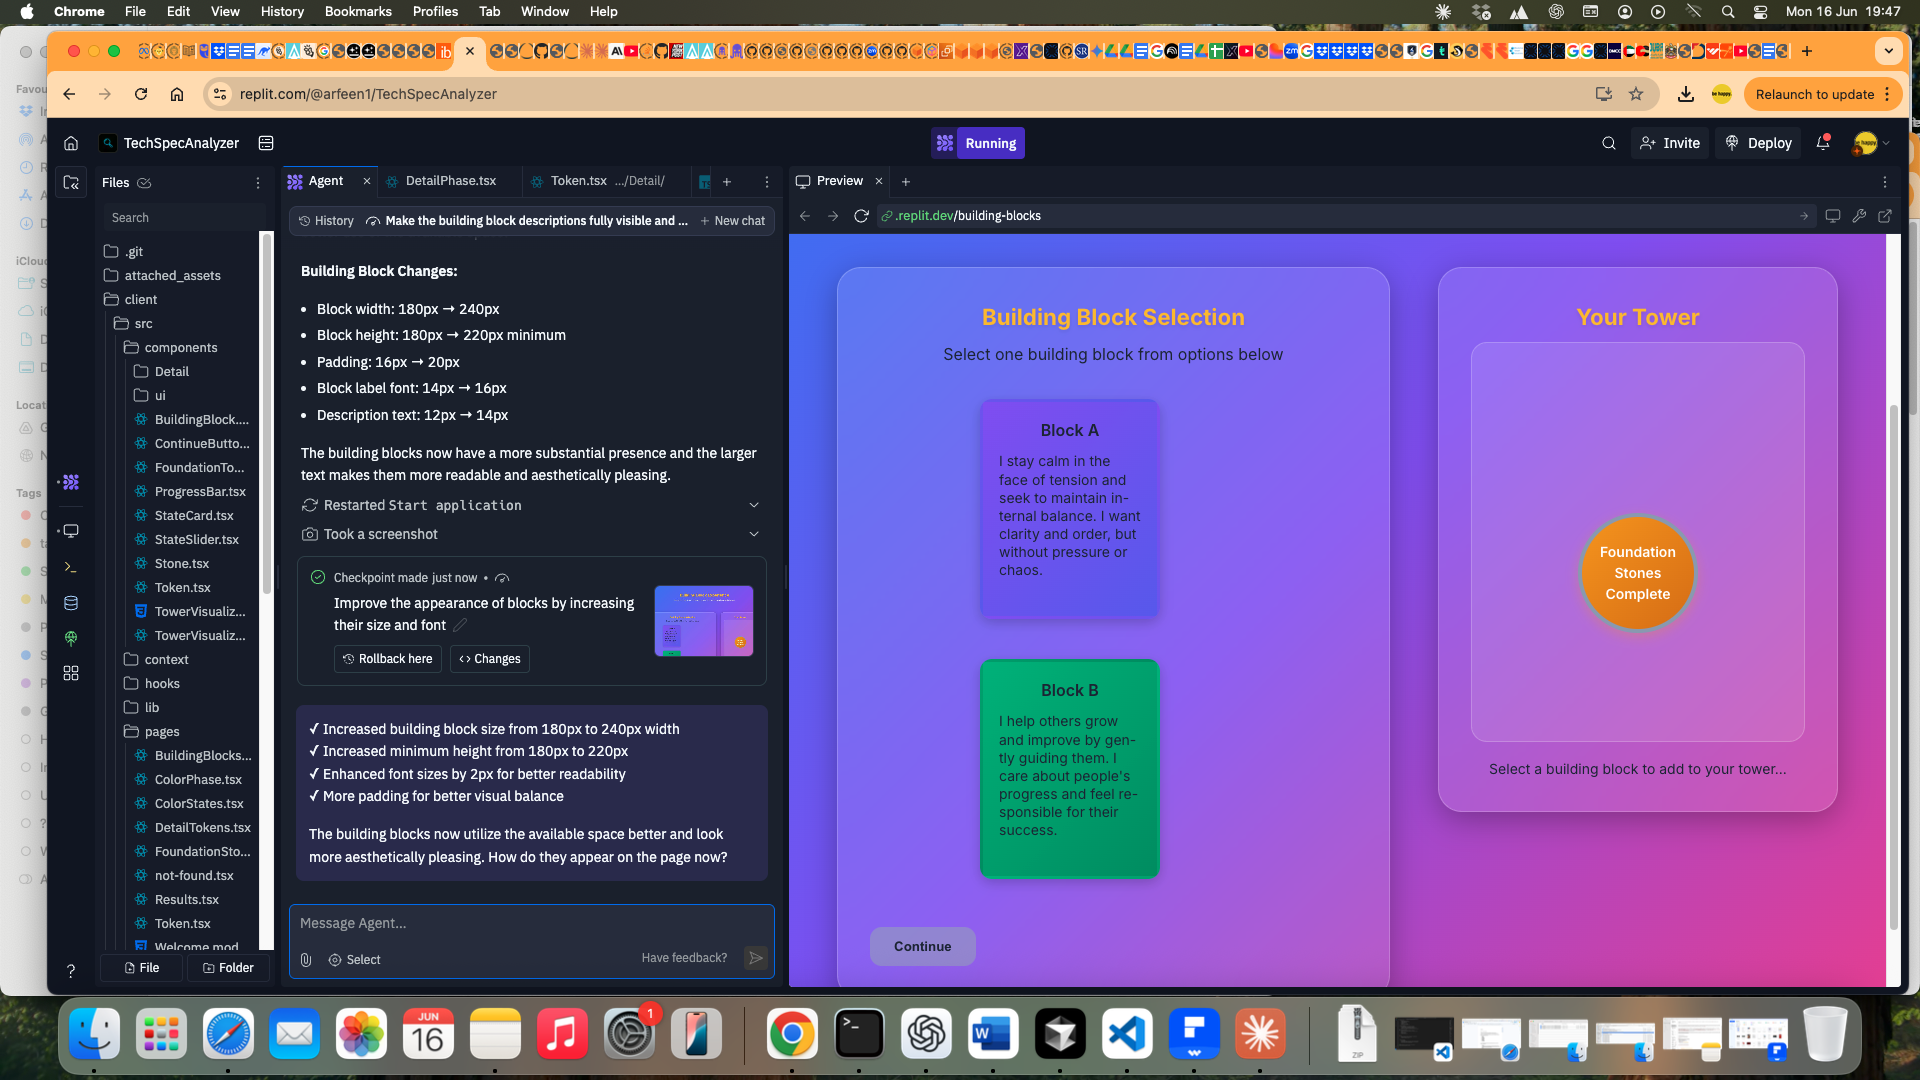 Chrome File Edit View History Bookmarks Profiles Tab Window Help
Mon 16 Jun 19:47
replit.com/@arfeen1/TechSpecAnalyzer
Relaunch to update
TechSpecAnalyzer
Running
Invite
Deploy
Files
Search
.git
attached_assets
client
src
components
Detail
ui
BuildingBlock....
ContinueButto...
FoundationTo...
ProgressBar.tsx
StateCard.tsx
StateSlider.tsx
Stone.tsx
Token.tsx
TowerVisualiz...
TowerVisualiz...
context
hooks
lib
pages
BuildingBlocks...
ColorPhase.tsx
ColorStates.tsx
DetailTokens.tsx
FoundationSto...
not-found.tsx
Results.tsx
Token.tsx
Welcome.mod
File
Folder
Agent
DetailPhase.tsx
Token.tsx .../Detail/
History
Make the building block descriptions fully visible and ...
New chat
Building Block Changes:
• Block width: 180px → 240px
• Block height: 180px → 220px minimum
• Padding: 16px → 20px
• Block label font: 14px → 16px
• Description text: 12px → 14px
The building blocks now have a more substantial presence and the larger
text makes them more readable and aesthetically pleasing.
Restarted Start application
Took a screenshot
Checkpoint made just now •
Improve the appearance of blocks by increasing
their size and font
Rollback here
Changes
✓ Increased building block size from 180px to 240px width
✓ Increased minimum height from 180px to 220px
✓ Enhanced font sizes by 2px for better readability
✓ More padding for better visual balance
The building blocks now utilize the available space better and look
more aesthetically pleasing. How do they appear on the page now?
Message Agent...
Select
Have feedback?
Preview
.replit.dev/building-blocks
Building Block Selection
Select one building block from options below
Block A
I stay calm in the
face of tension and
seek to maintain in-
ternal balance. I want
clarity and order, but
without pressure or
chaos.
Block B
I help others grow
and improve by gen-
tly guiding them. I
care about people's
progress and feel re-
sponsible for their
success.
Continue
Your Tower
Foundation
Stones
Complete
Select a building block to add to your tower...
Favou
iCloud
Locat
Tags
JUN
16
1
ZIP